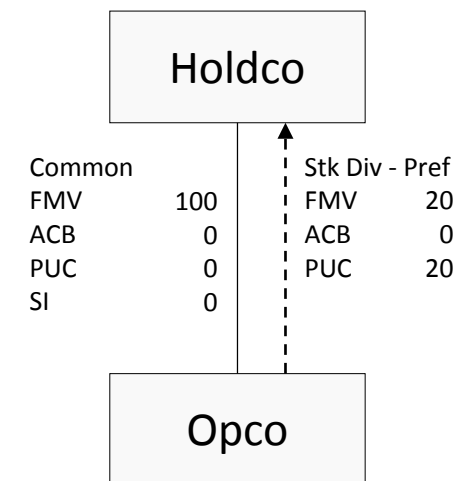 Holdco
Common
FMV 100
ACB 0
PUC 0
SI 0
Stk Div - Pref
FMV 20
ACB 0
PUC 20
Opco